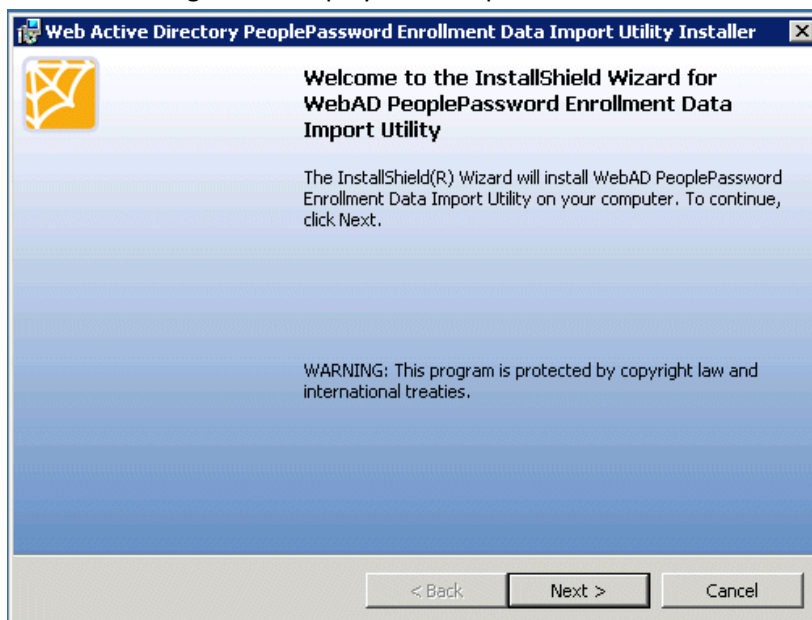 Web Active Directory PeoplePassword Enrollment Data Import Utility Installer
Welcome to the InstallShield Wizard for
WebAD PeoplePassword Enrollment Data
Import Utility
The InstallShield(R) Wizard will install WebAD PeoplePassword
Enrollment Data Import Utility on your computer. To continue,
click Next.
WARNING: This program is protected by copyright law and
international treaties.
< Back Next > Cancel